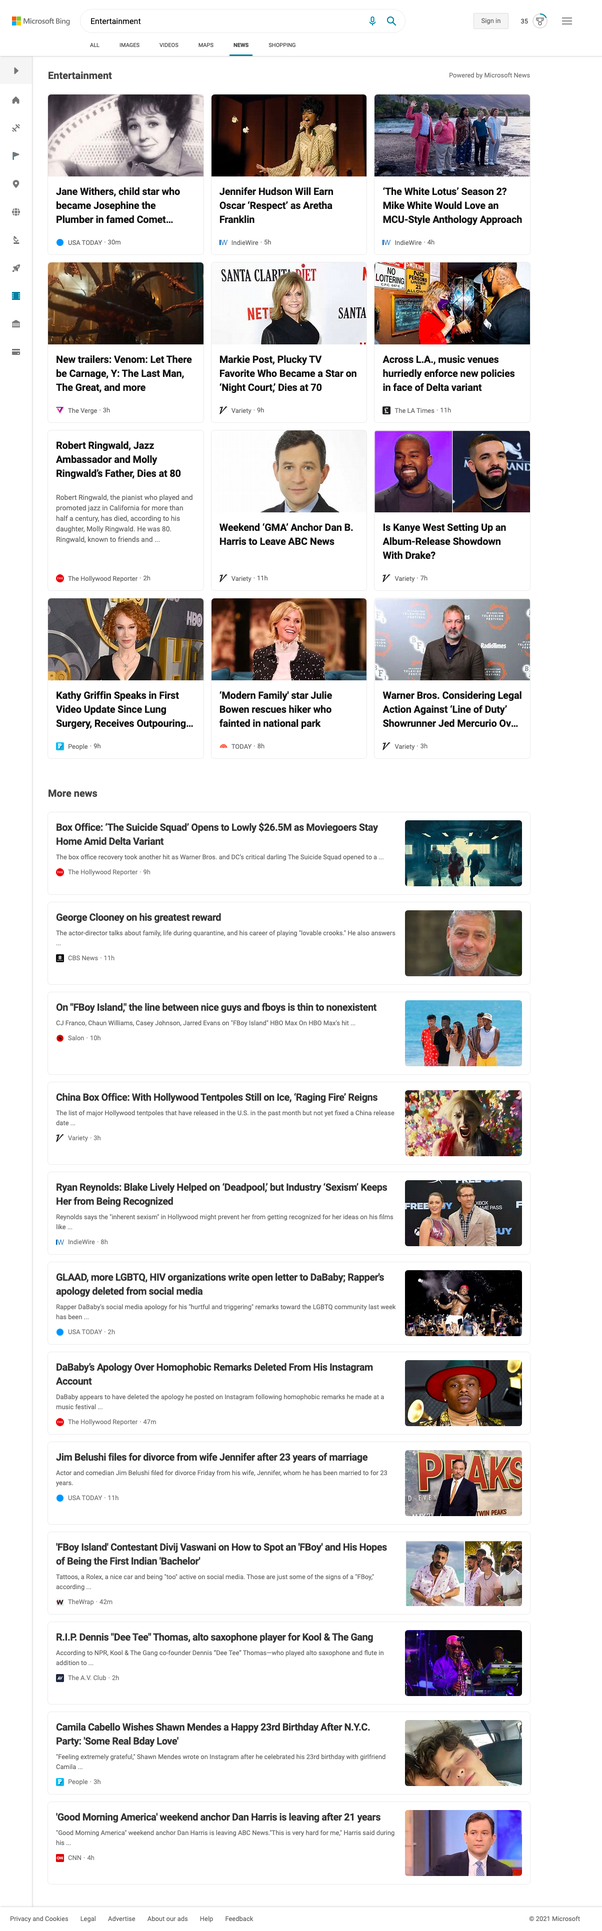 Microsoft Bing
Entertainment
Sign in
35
ALL IMAGES VIDEOS MAPS NEWS SHOPPING
Entertainment
Powered by Microsoft News
Jane Withers, child star who
became Josephine the
Plumber in famed Comet...
USA TODAY · 30m
Jennifer Hudson Will Earn
Oscar 'Respect' as Aretha
Franklin
IW IndieWire · 5h
'The White Lotus' Season 2?
Mike White Would Love an
MCU-Style Anthology Approach
IW IndieWire · 4h
New trailers: Venom: Let There
be Carnage, Y: The Last Man,
The Great, and more
The Verge · 3h
SANTA CLARITA DIET
NETF
SANTA
Markie Post, Plucky TV
Favorite Who Became a Star on
'Night Court,' Dies at 70
Variety · 9h
NO
LOITERING
NO
Across L.A., music venues
hurriedly enforce new policies
in face of Delta variant
The LA Times · 11h
Robert Ringwald, Jazz
Ambassador and Molly
Ringwald's Father, Dies at 80
Robert Ringwald, the pianist who played and
promoted jazz in California for more than
half a century, has died, according to his
daughter, Molly Ringwald. He was 80.
Ringwald, known to friends and ...
The Hollywood Reporter · 2h
Weekend 'GMA' Anchor Dan B.
Harris to Leave ABC News
Variety · 11h
Is Kanye West Setting Up an
Album-Release Showdown
With Drake?
Variety · 7h
HBO
Kathy Griffin Speaks in First
Video Update Since Lung
Surgery, Receives Outpouring...
People · 9h
'Modern Family' star Julie
Bowen rescues hiker who
fainted in national park
TODAY · 8h
RadioTimes
Warner Bros. Considering Legal
Action Against 'Line of Duty'
Showrunner Jed Mercurio Ov...
Variety · 3h
More news
Box Office: 'The Suicide Squad' Opens to Lowly $26.5M as Moviegoers Stay
Home Amid Delta Variant
The box office recovery took another hit as Warner Bros. and DC's critical darling The Suicide Squad opened to a ...
The Hollywood Reporter · 9h
George Clooney on his greatest reward
The actor-director talks about family, life during quarantine, and his career of playing "lovable crooks." He also answers
...
CBS News · 11h
On "FBoy Island," the line between nice guys and fboys is thin to nonexistent
CJ Franco, Chaun Williams, Casey Johnson, Jarred Evans on "FBoy Island" HBO Max On HBO Max's hit ...
Salon · 10h
China Box Office: With Hollywood Tentpoles Still on Ice, 'Raging Fire' Reigns
The list of major Hollywood tentpoles that have released in the U.S. in the past month but not yet fixed a China release
date ...
Variety · 3h
Ryan Reynolds: Blake Lively Helped on 'Deadpool,' but Industry 'Sexism' Keeps
Her from Being Recognized
Reynolds says the "inherent sexism" in Hollywood might prevent her from getting recognized for her ideas on his films
like ...
IW IndieWire · 8h
FREE GUY
XBOX
GAME PASS
GLAAD, more LGBTQ, HIV organizations write open letter to DaBaby; Rapper's
apology deleted from social media
Rapper DaBaby's social media apology for his "hurtful and triggering" remarks toward the LGBTQ community last week
has been ...
USA TODAY · 2h
DaBaby's Apology Over Homophobic Remarks Deleted From His Instagram
Account
DaBaby appears to have deleted the apology he posted on Instagram following homophobic remarks he made at a
music festival ...
The Hollywood Reporter · 47m
Jim Belushi files for divorce from wife Jennifer after 23 years of marriage
Actor and comedian Jim Belushi filed for divorce Friday from his wife, Jennifer, whom he has been married to for 23
years.
USA TODAY · 11h
PEAKS
TWIN PEAKS
'FBoy Island' Contestant Divij Vaswani on How to Spot an 'FBoy' and His Hopes
of Being the First Indian 'Bachelor'
Tattoos, a Rolex, a nice car and being "too" active on social media. Those are just some of the signs of a "FBoy,"
according ...
TheWrap · 42m
R.I.P. Dennis "Dee Tee" Thomas, alto saxophone player for Kool & The Gang
According to NPR, Kool & The Gang co-founder Dennis "Dee Tee" Thomas—who played alto saxophone and flute in
addition to ...
The A.V. Club · 2h
Camila Cabello Wishes Shawn Mendes a Happy 23rd Birthday After N.Y.C.
Party: 'Some Real Bday Love'
"Feeling extremely grateful," Shawn Mendes wrote on Instagram after he celebrated his 23rd birthday with girlfriend
Camila ...
People · 3h
'Good Morning America' weekend anchor Dan Harris is leaving after 21 years
"Good Morning America" weekend anchor Dan Harris is leaving ABC News."This is very hard for me," Harris said during
his ...
CNN · 4h
Privacy and Cookies Legal Advertise About our ads Help Feedback © 2021 Microsoft